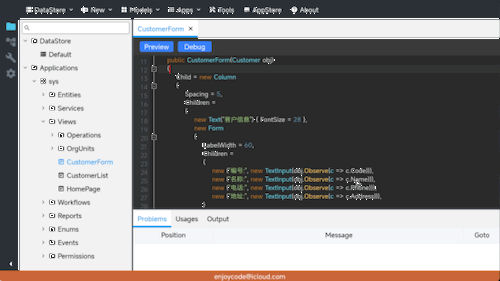 DataStore New Models Apps Tools AppStore About
CustomerForm
DataStore
Default
Applications
sys
Entities
Services
Views
Operations
OrgUnits
CustomerForm
CustomerList
HomePage
Workflows
Reports
Enums
Events
Permissions
Preview Debug
11 public CustomerForm(Customer obj)
12 {
13 Child = new Column
14 {
15 Spacing = 5,
16 Children =
17 {
18 new Text("客户信息") { FontSize = 28 },
19 new Form
20 {
21 LabelWidth = 60,
22 Children =
23 {
24 new ("编号:", new TextInput(obj.Observe(c => c.Code))),
25 new ("名称:", new TextInput(obj.Observe(c => c.Name))),
26 new ("电话:", new TextInput(obj.Observe(c => c.Phone))),
27 new ("地址:", new TextInput(obj.Observe(c => c.Address))),
28 }
Problems Usages Output
Position Message Goto
enjoycode@icloud.com